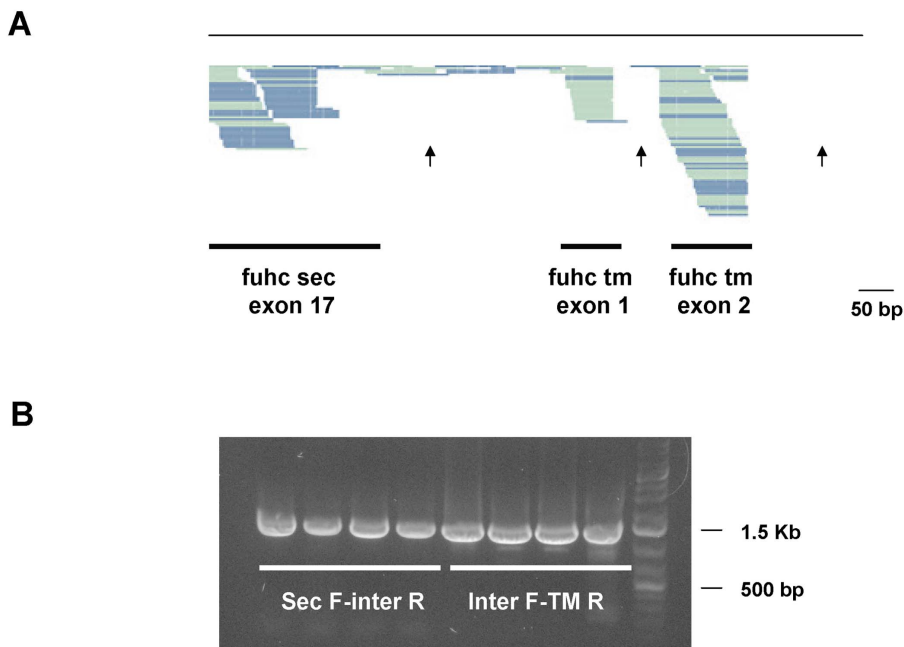 A
fuhc sec
exon 17
fuhc tm
exon 1
fuhc tm
exon 2
50 bp
B
Sec F-inter R
Inter F-TM R
1.5 Kb
500 bp